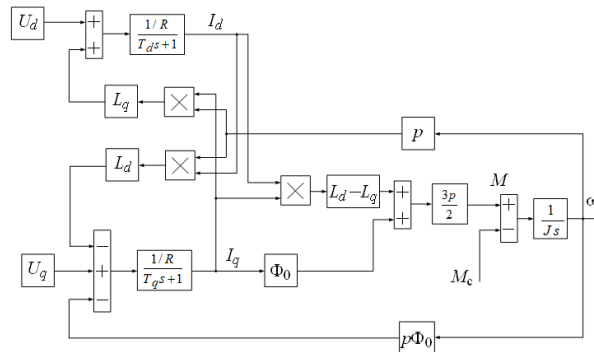 U_d
+
+
1/R
T_d s+1
I_d
L_q
×
p
L_d
×
×
L_d–L_q
+
+
3p
2
M
+
−
1
J s
ω
U_q
−
+
−
1/R
T_q s+1
I_q
Φ_0
M_c
pΦ_0